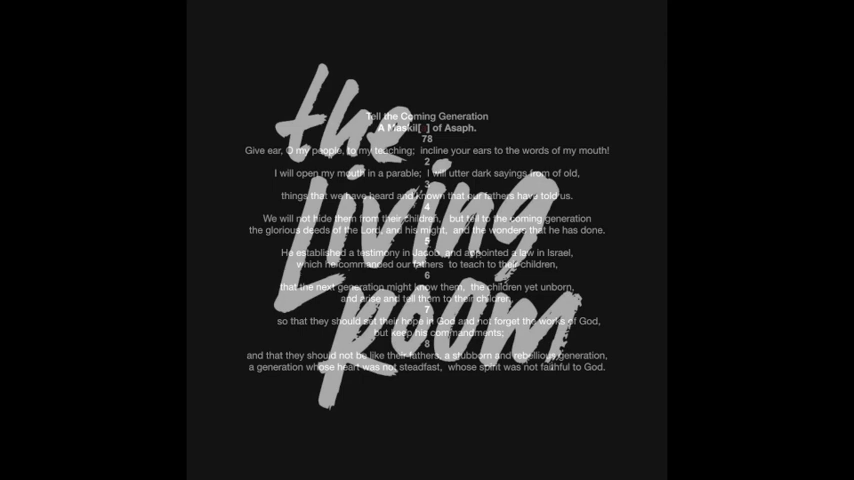 the
Living
Room
Tell the Coming Generation
A Maskil[ ] of Asaph.
78
Give ear, O my people, to my teaching; incline your ears to the words of my mouth!
2
I will open my mouth in a parable; I will utter dark sayings from of old,
3
things that we have heard and known that our fathers have told us.
4
We will not hide them from their children, but tell to the coming generation
the glorious deeds of the Lord, and his might, and the wonders that he has done.
5
He established a testimony in Jacob and appointed a law in Israel,
which he commanded our fathers to teach to their children,
6
that the next generation might know them, the children yet unborn,
and arise and tell them to their children,
7
so that they should set their hope in God and not forget the works of God,
but keep his commandments;
8
and that they should not be like their fathers, a stubborn and rebellious generation,
a generation whose heart was not steadfast, whose spirit was not faithful to God.